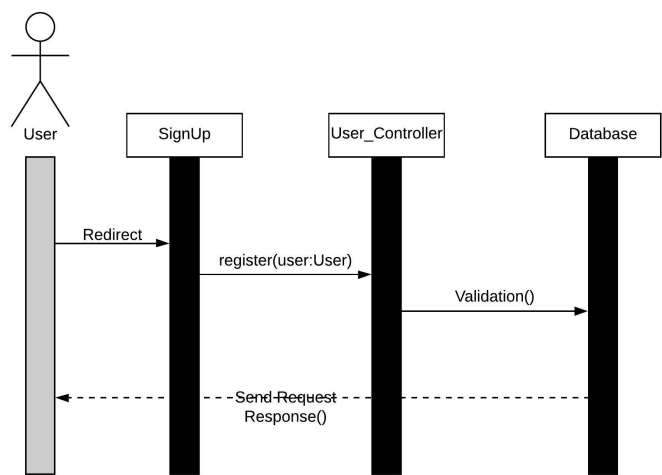 User
SignUp
User_Controller
Database
Redirect
register(user:User)
Validation()
Send Request
Response()